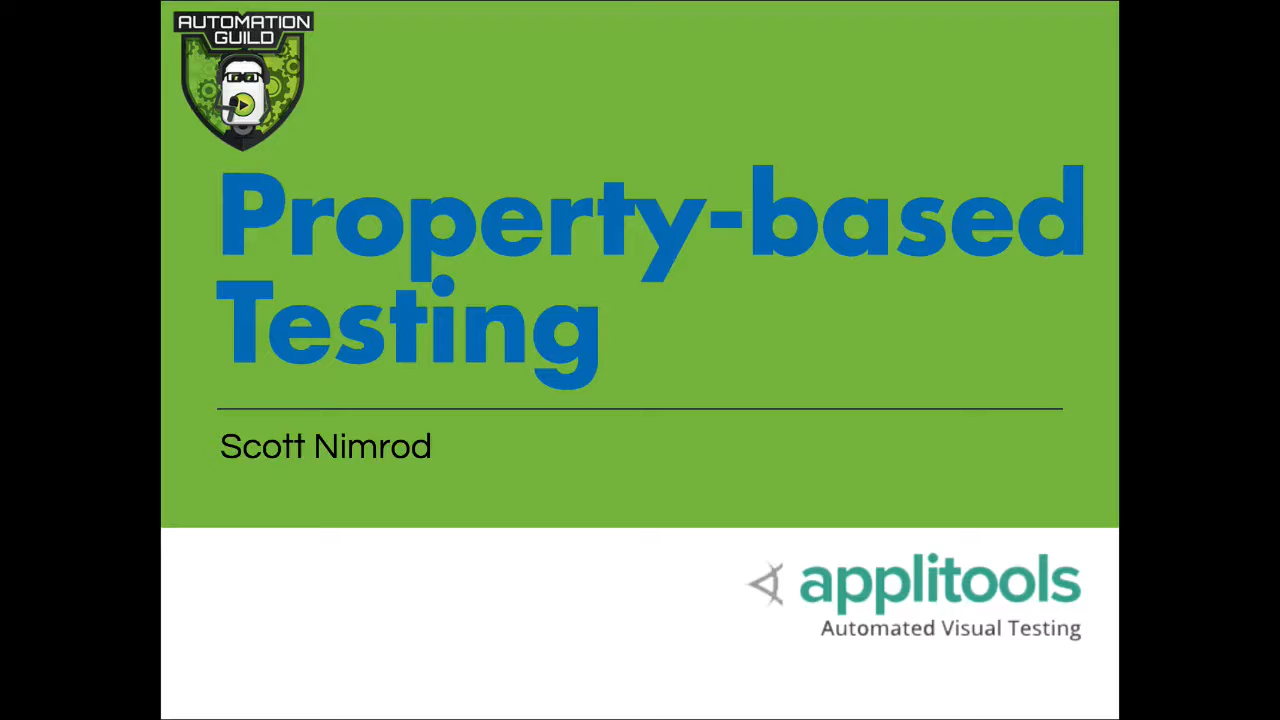 AUTOMATION
GUILD
Property-based
Testing
Scott Nimrod
applitools
Automated Visual Testing